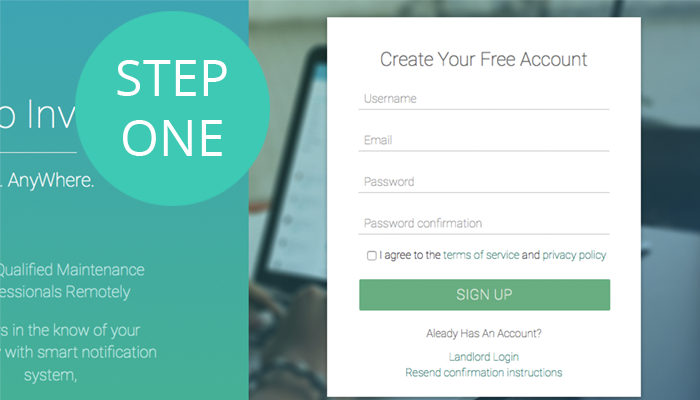 STEP
ONE
o Inv
. AnyWhere.
Qualified Maintenance
essionals Remotely
s in the know of your
with smart notification
system,
Create Your Free Account
Username
Email
Password
Password confirmation
I agree to the terms of service and privacy policy
SIGN UP
Aleady Has An Account?
Landlord Login
Resend confirmation instructions